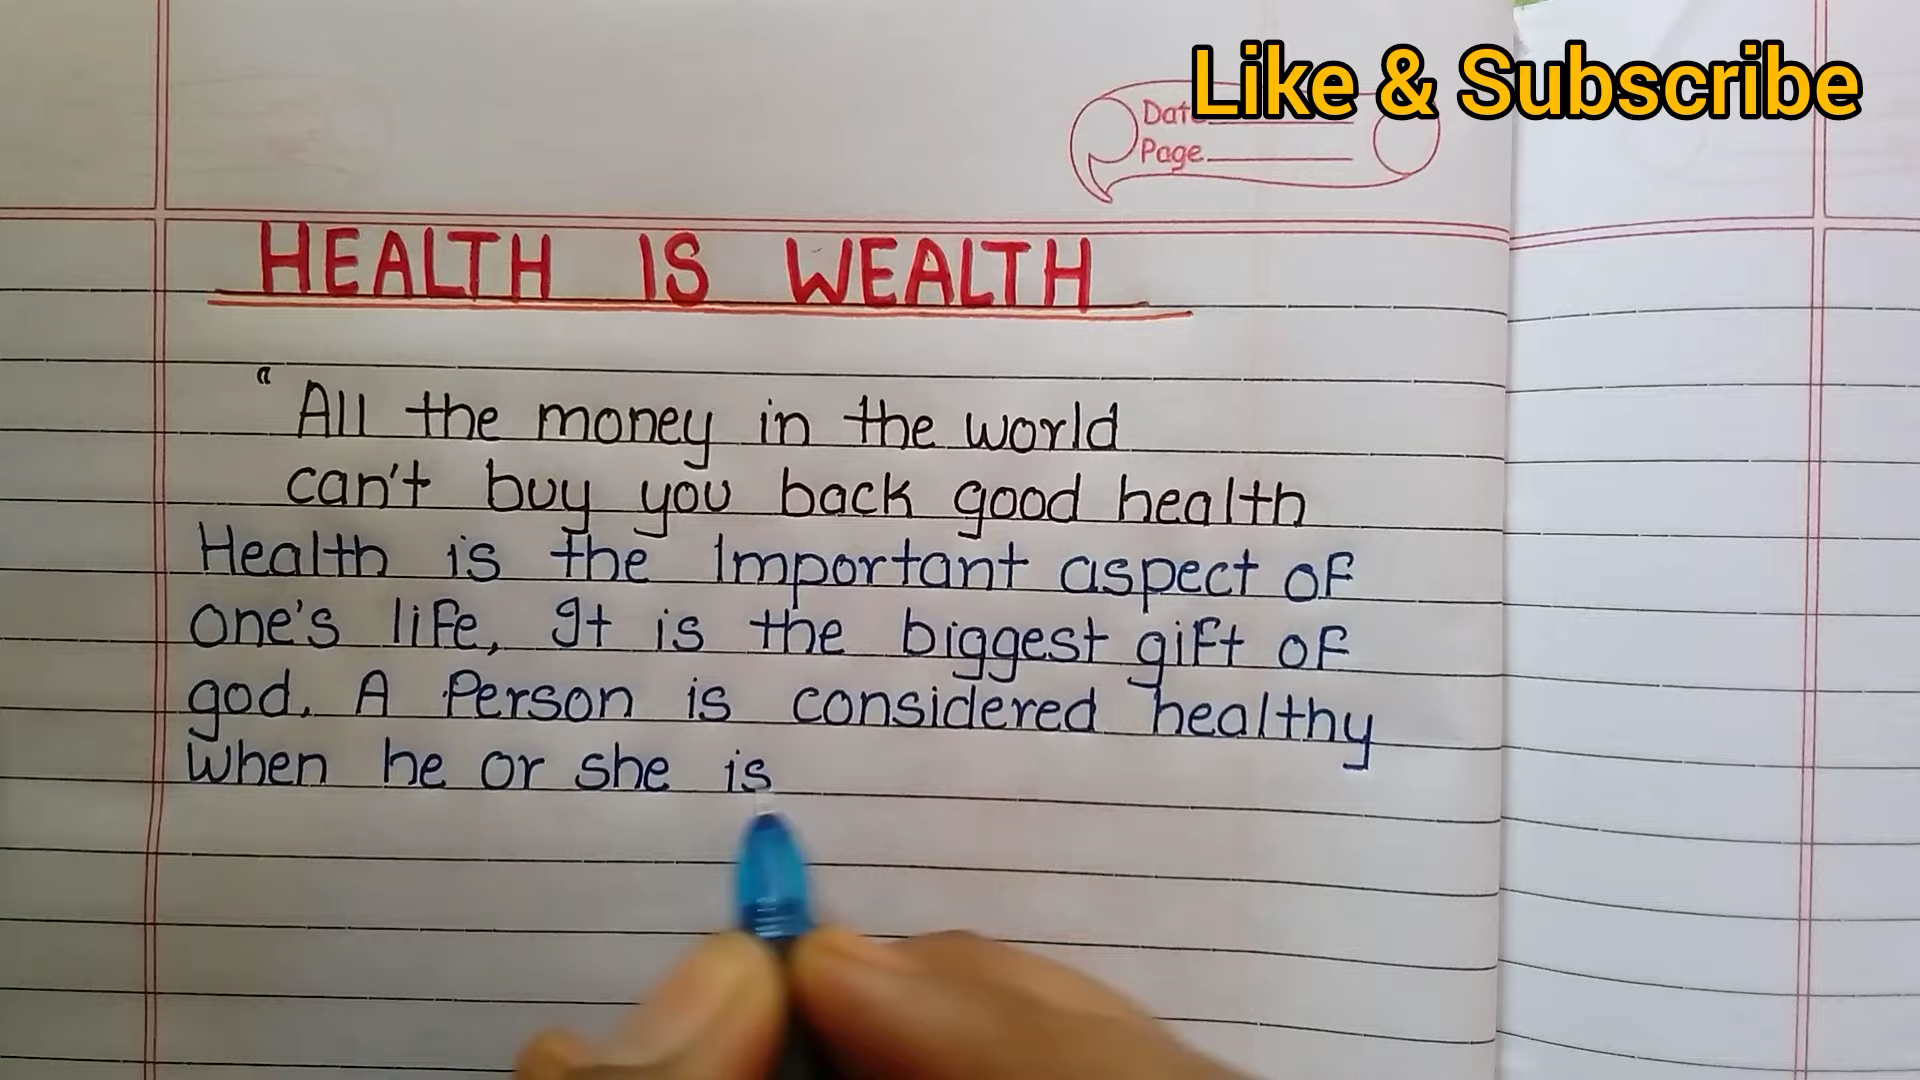 Like & Subscribe
Date
Page
HEALTH IS WEALTH
" All the money in the world
can't buy you back good health
Health is the Important aspect of
one's life, It is the biggest gift of
god. A Person is considered healthy
when he or she is